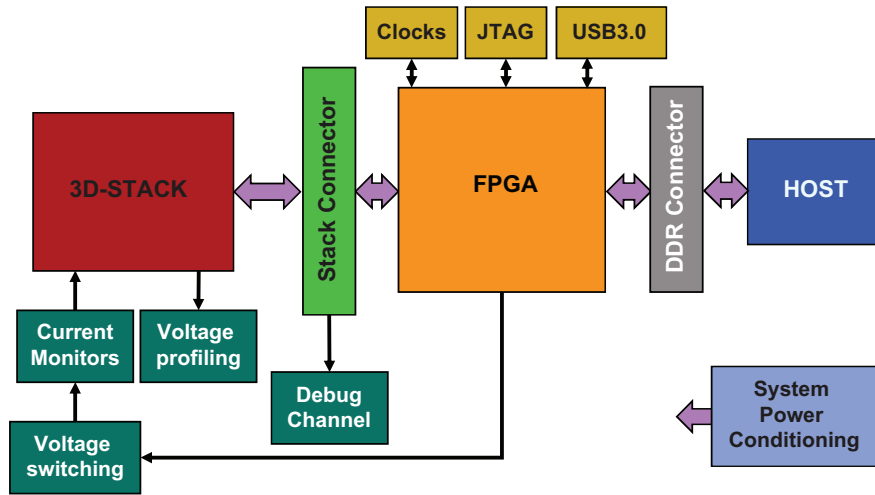 Clocks
JTAG
USB3.0
3D-STACK
Stack Connector
FPGA
DDR Connector
HOST
Current
Monitors
Voltage
profiling
Debug
Channel
Voltage
switching
System
Power
Conditioning